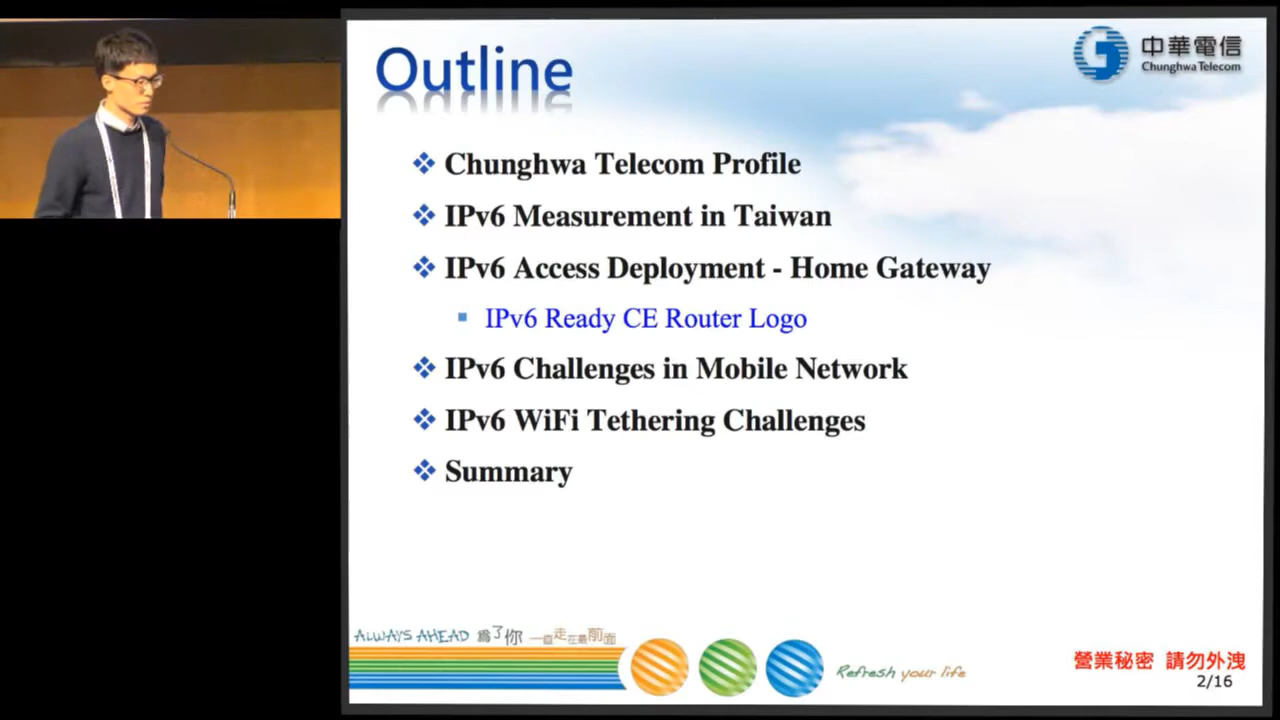 Outline
中華電信
Chunghwa Telecom
Chunghwa Telecom Profile
IPv6 Measurement in Taiwan
IPv6 Access Deployment - Home Gateway
IPv6 Ready CE Router Logo
IPv6 Challenges in Mobile Network
IPv6 WiFi Tethering Challenges
Summary
ALWAYS AHEAD 為了你 一直走在最前面
Refresh your life
營業秘密 請勿外洩
2/16